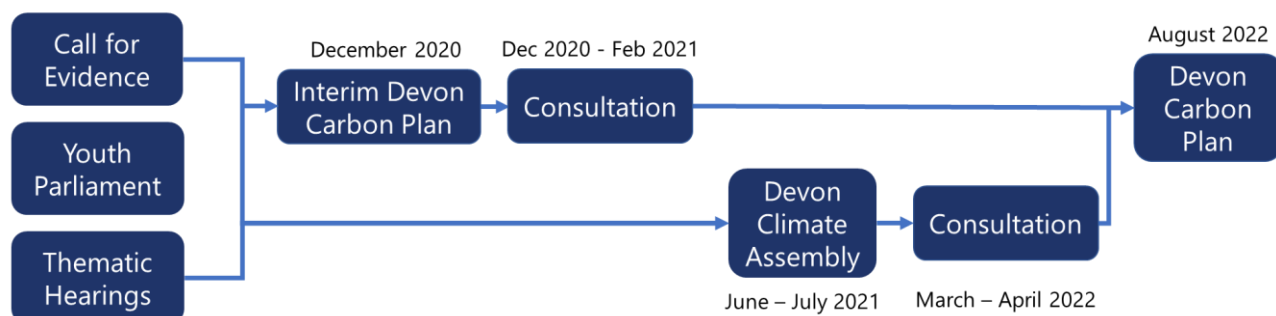 Call for
Evidence
Youth
Parliament
Thematic
Hearings
December 2020
Interim Devon
Carbon Plan
Dec 2020 - Feb 2021
Consultation
Devon
Climate
Assembly
June – July 2021
Consultation
March – April 2022
August 2022
Devon
Carbon
Plan